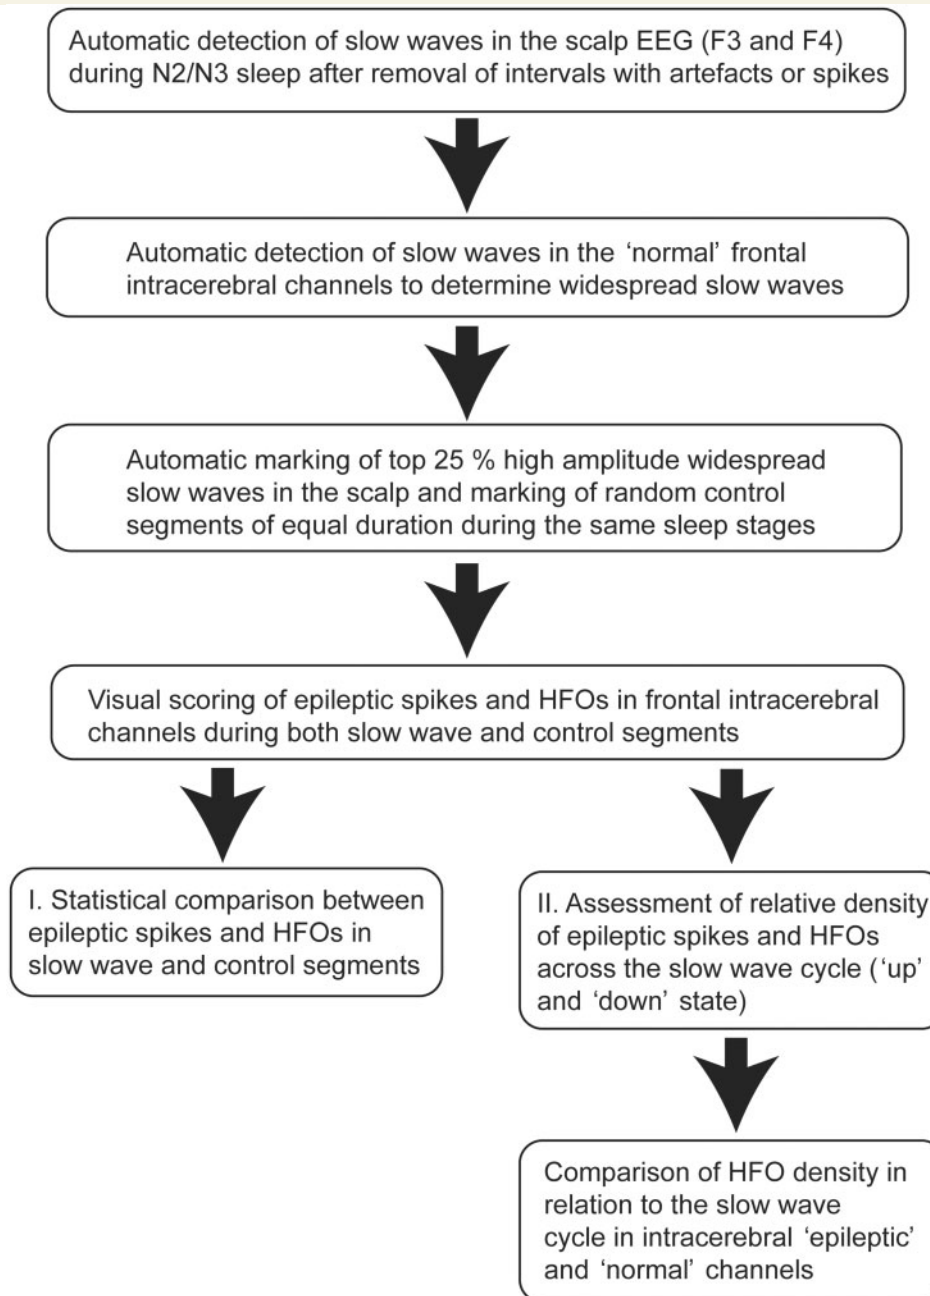 Automatic detection of slow waves in the scalp EEG (F3 and F4)
during N2/N3 sleep after removal of intervals with artefacts or spikes
Automatic detection of slow waves in the ‘normal’ frontal
intracerebral channels to determine widespread slow waves
Automatic marking of top 25 % high amplitude widespread
slow waves in the scalp and marking of random control
segments of equal duration during the same sleep stages
Visual scoring of epileptic spikes and HFOs in frontal intracerebral
channels during both slow wave and control segments
I. Statistical comparison between
epileptic spikes and HFOs in
slow wave and control segments
II. Assessment of relative density
of epileptic spikes and HFOs
across the slow wave cycle (‘up’
and ‘down’ state)
Comparison of HFO density in
relation to the slow wave
cycle in intracerebral ‘epileptic’
and ‘normal’ channels